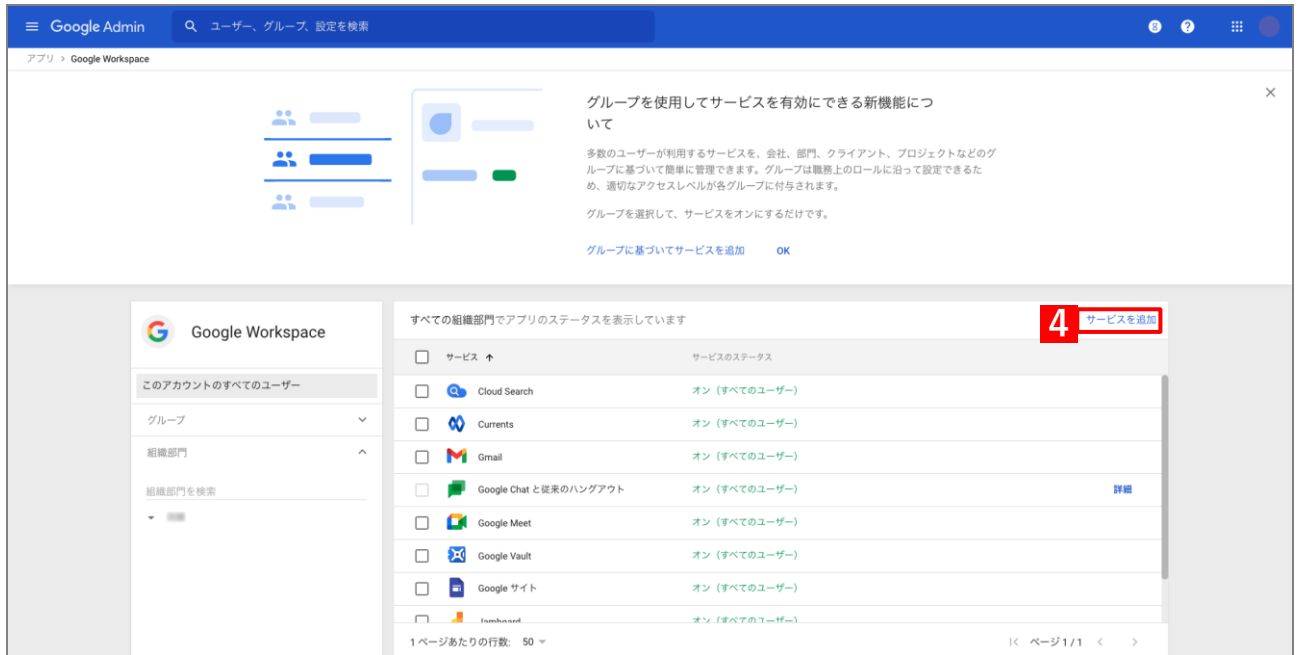 Google Admin
ユーザー、グループ、設定を検索
8
?
アプリ > Google Workspace
グループを使用してサービスを有効にできる新機能につ
いて
多数のユーザーが利用するサービスを、会社、部門、クライアント、プロジェクトなどのグ
ループに基づいて簡単に管理できます。グループは職務上のロールに沿って設定できるた
め、適切なアクセスレベルが各グループに付与されます。
グループを選択して、サービスをオンにするだけです。
グループに基づいてサービスを追加 OK
Google Workspace
このアカウントのすべてのユーザー
グループ
組織部門
組織部門を検索
すべての組織部門でアプリのステータスを表示しています
4 サービスを追加
サービス サービスのステータス
Cloud Search オン（すべてのユーザー）
Currents オン（すべてのユーザー）
Gmail オン（すべてのユーザー）
Google Chat と従来のハングアウト オン（すべてのユーザー） 詳細
Google Meet オン（すべてのユーザー）
Google Vault オン（すべてのユーザー）
Google サイト オン（すべてのユーザー）
Jamboard オン（すべてのユーザー）
1 ページあたりの行数: 50
ページ 1 / 1